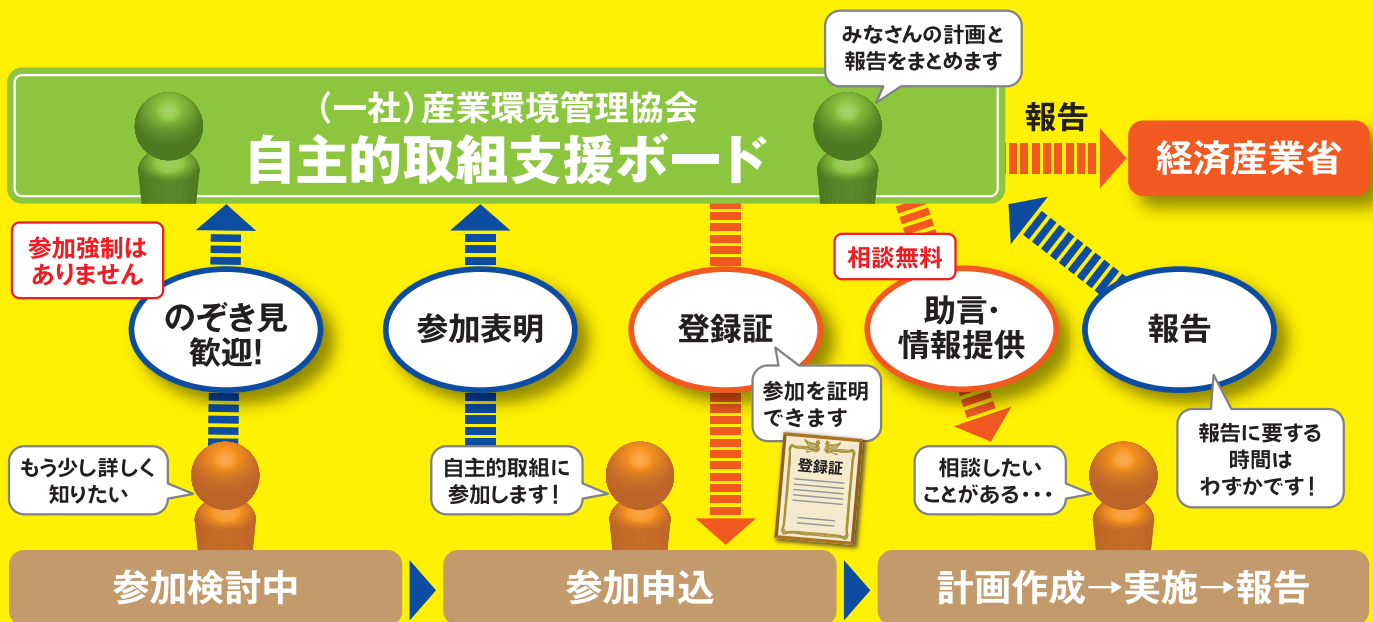 みなさんの計画と
報告をまとめます
（一社）産業環境管理協会
自主的取組支援ボード
報告
経済産業省
参加強制は
ありません
のぞき見
歓迎！
参加表明
登録証
相談無料
助言・
情報提供
報告
参加を証明
できます
登録証
もう少し詳しく
知りたい
自主的取組に
参加します！
相談したい
ことがある・・・
報告に要する
時間は
わずかです！
参加検討中
参加申込
計画作成→実施→報告